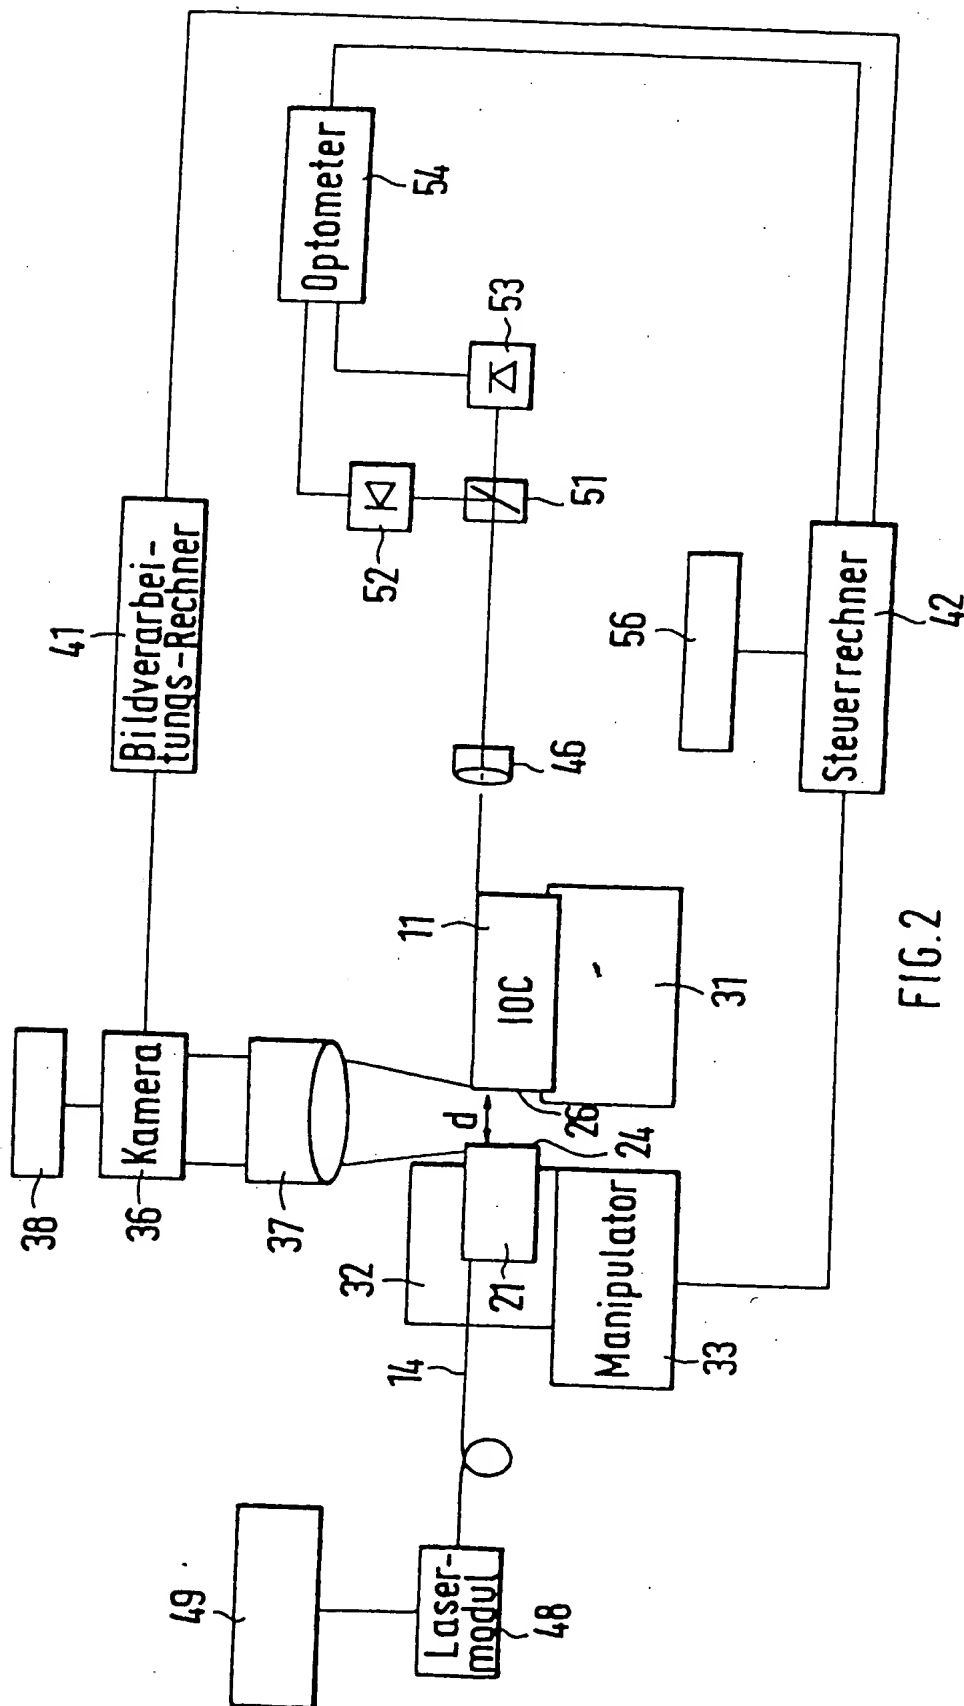 49
Laser-
modul
48
14
38
Kamera
36
37
32
21
24
Manipulator
33
d
26
IOC
11
31
46
41
Bildverarbei-
tungs-Rechner
52
51
53
Optometer
54
56
Steuerrechner
42
FIG. 2